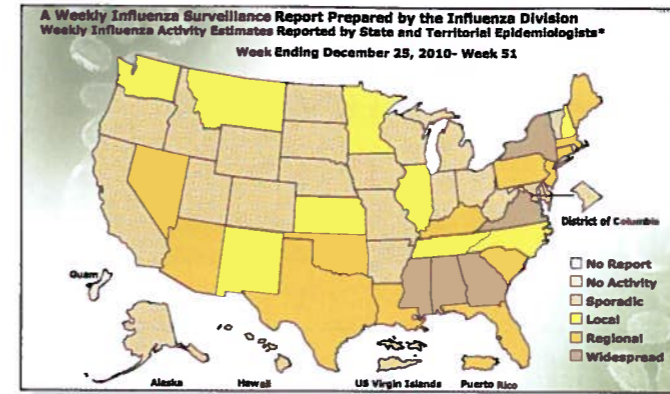 A Weekly Influenza Surveillance Report Prepared by the Influenza Division
Weekly Influenza Activity Estimates Reported by State and Territorial Epidemiologists*
Week Ending December 25, 2010- Week 51
District of Columbia
Guam
No Report
No Activity
Sporadic
Local
Regional
Widespread
Alaska
Hawaii
US Virgin Islands
Puerto Rico